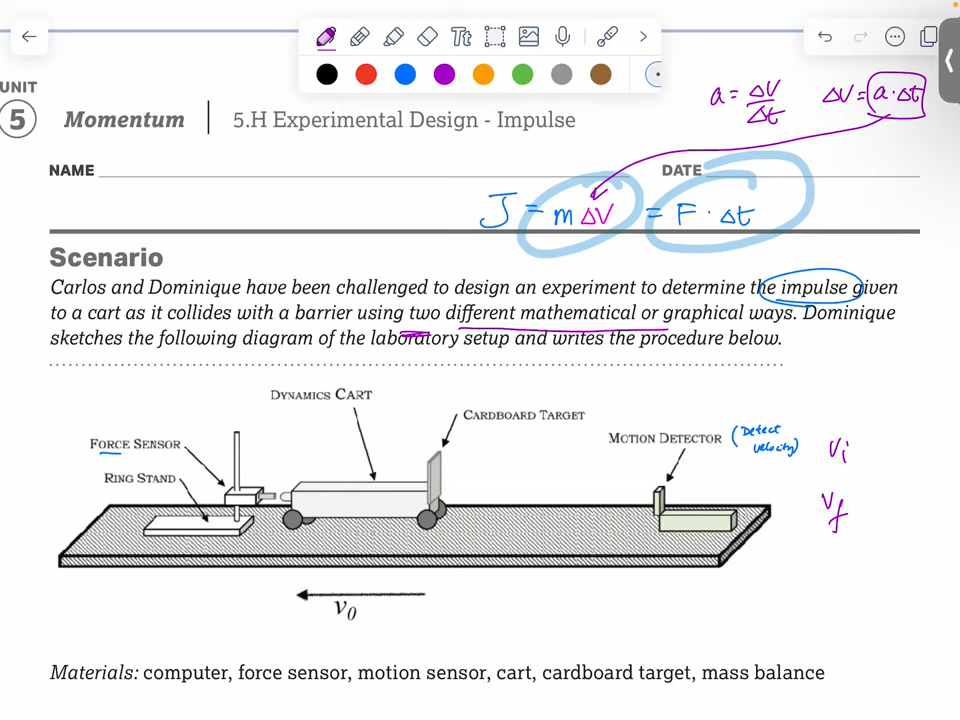 Tt
UNIT
5 Momentum 5.H Experimental Design - Impulse
a = ΔV/Δt ΔV = a · Δt
NAME DATE
J = m ΔV = F · Δt
Scenario
Carlos and Dominique have been challenged to design an experiment to determine the impulse given
to a cart as it collides with a barrier using two different mathematical or graphical ways. Dominique
sketches the following diagram of the laboratory setup and writes the procedure below.
DYNAMICS CART
CARDBOARD TARGET
FORCE SENSOR
MOTION DETECTOR (Detect velocity)
RING STAND
Vi
Vf
v0
Materials: computer, force sensor, motion sensor, cart, cardboard target, mass balance